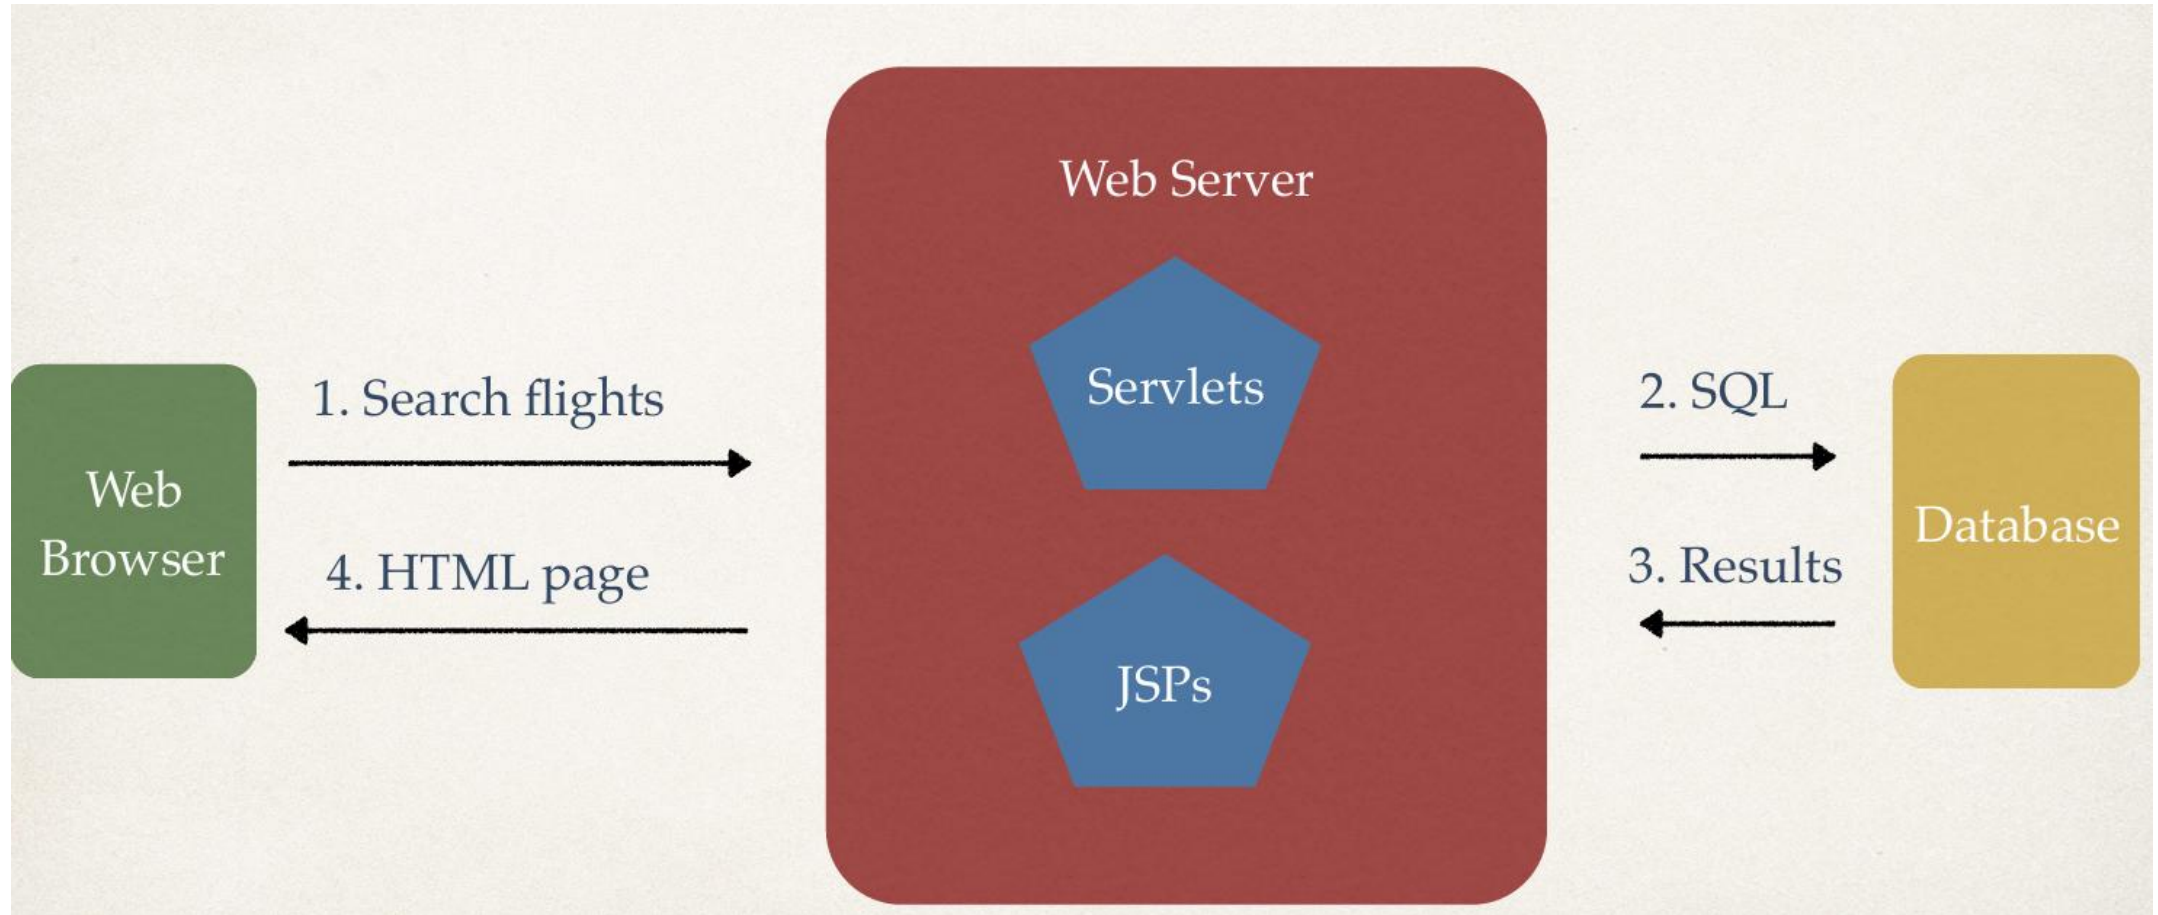 Web Server
Servlets
1. Search flights
2. SQL
Web
Browser
Database
4. HTML page
3. Results
JSPs